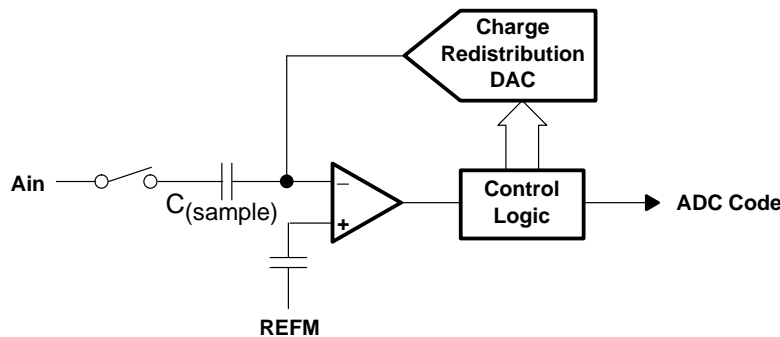 Charge
Redistribution
DAC
Ain
C(sample)
−
+
Control
Logic
ADC Code
REFM